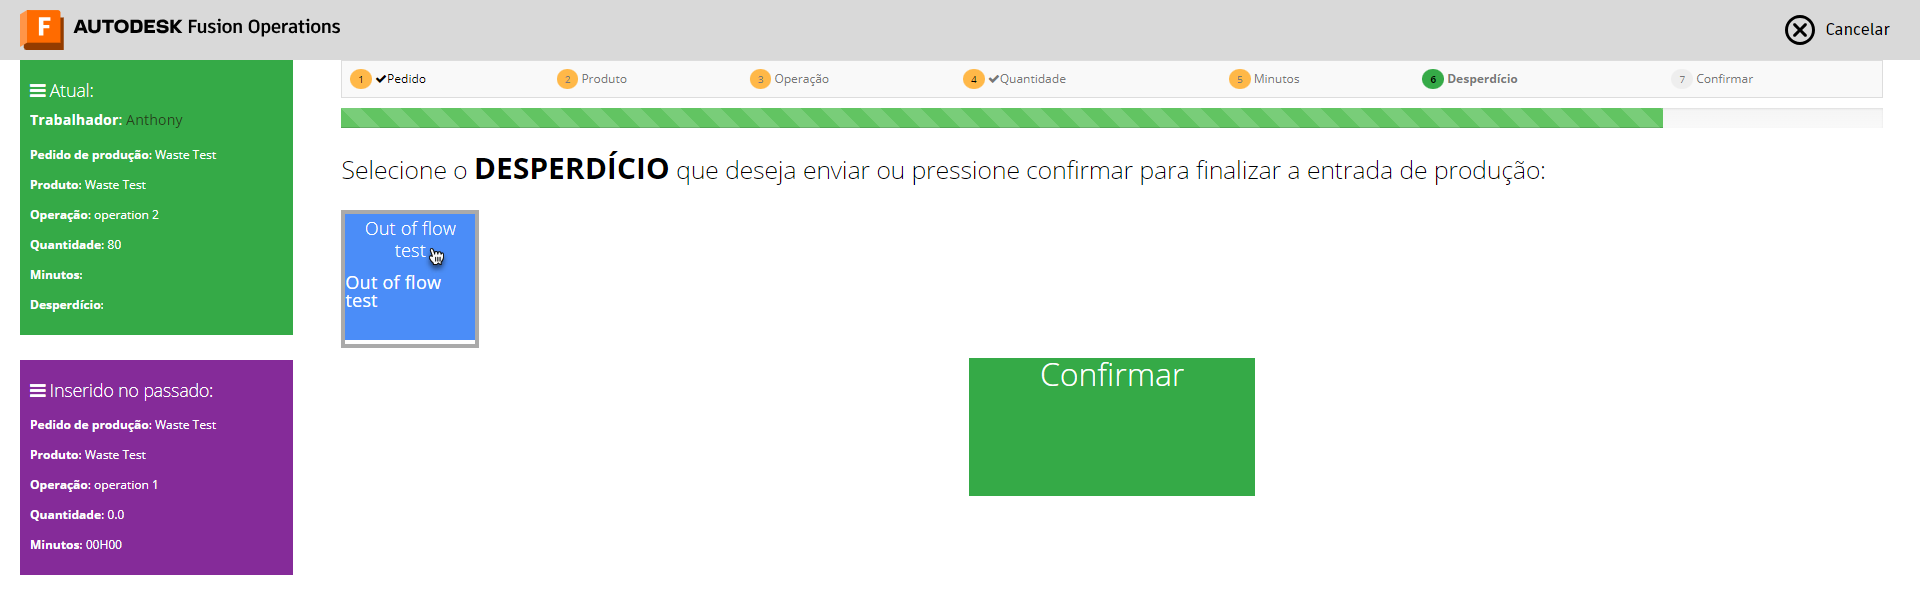 F AUTODESK Fusion Operations
Cancelar
1 Pedido
2 Produto
3 Operação
4 Quantidade
5 Minutos
6 Desperdício
7 Confirmar
Atual:
Trabalhador: Anthony
Pedido de produção: Waste Test
Produto: Waste Test
Operação: operation 2
Quantidade: 80
Minutos:
Desperdício:
Inserido no passado:
Pedido de produção: Waste Test
Produto: Waste Test
Operação: operation 1
Quantidade: 0.0
Minutos: 00H00
Selecione o DESPERDÍCIO que deseja enviar ou pressione confirmar para finalizar a entrada de produção:
Out of flow
test
Out of flow
test
Confirmar